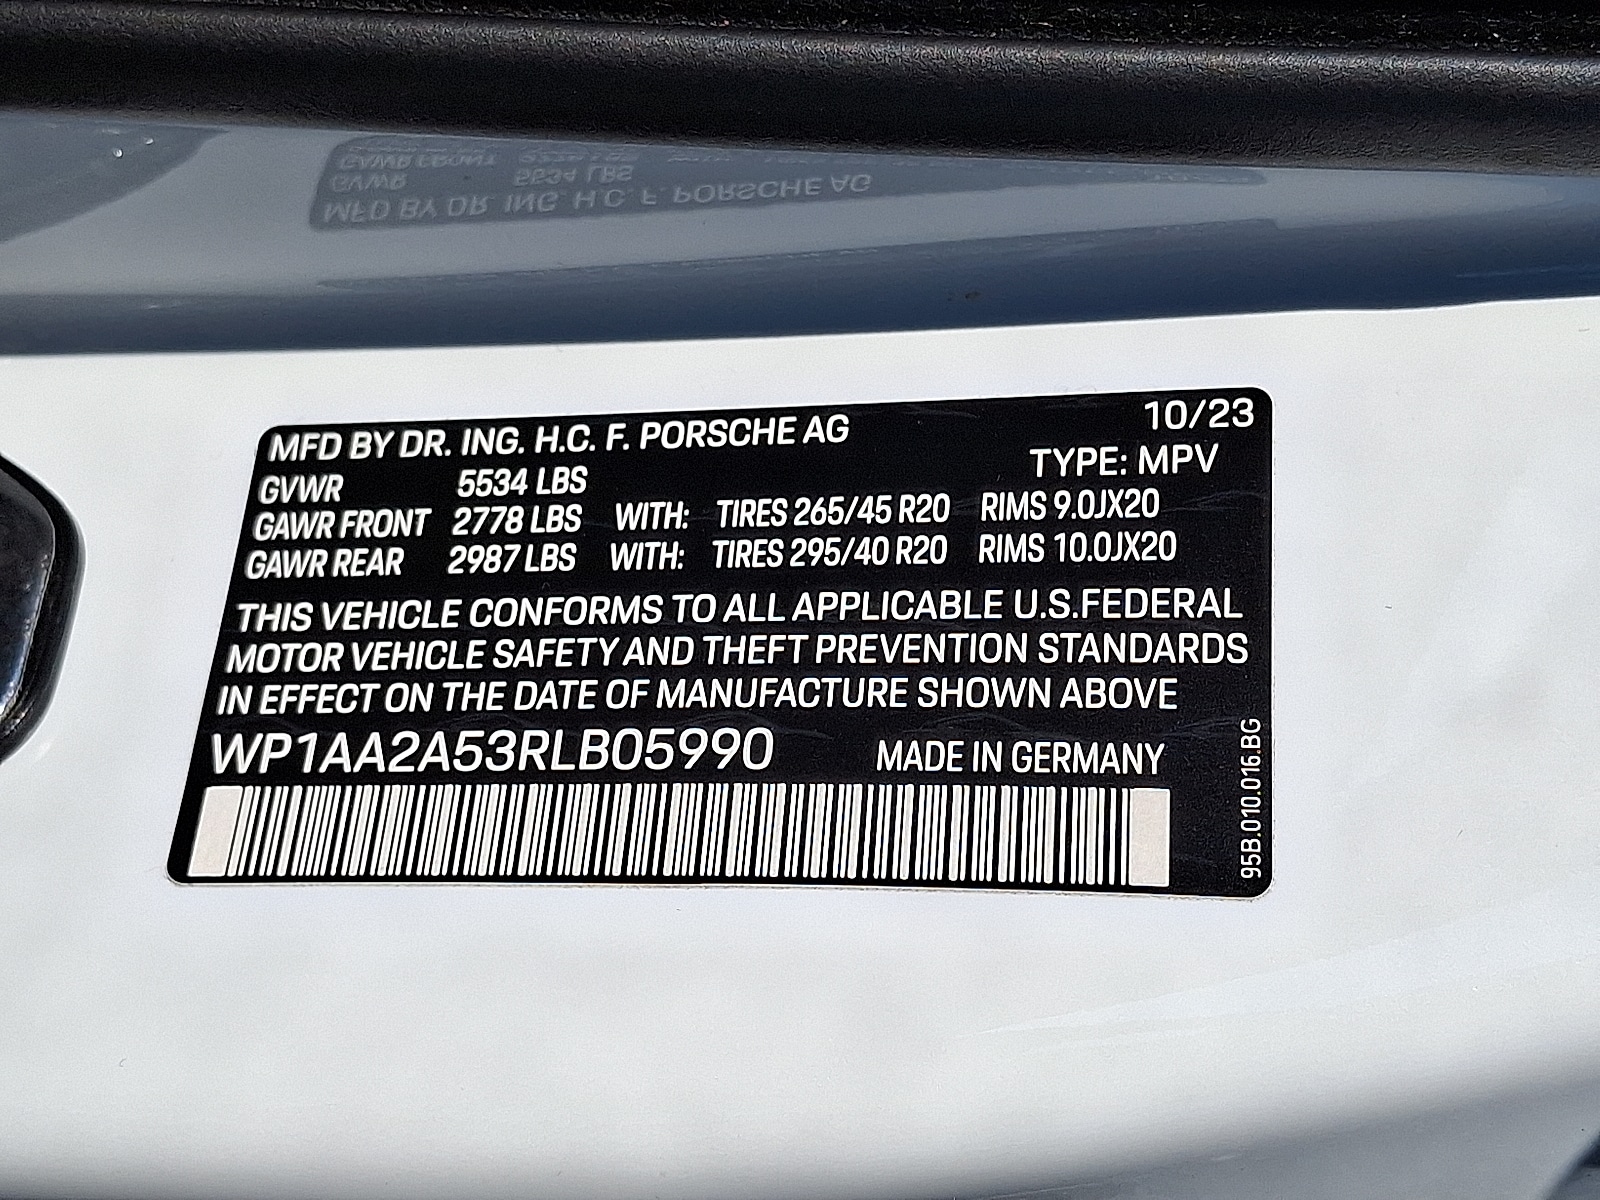 MFD BY DR. ING. H.C. F. PORSCHE AG 10/23
GVWR 5534 LBS TYPE: MPV
GAWR FRONT 2778 LBS WITH: TIRES 265/45 R20 RIMS 9.0JX20
GAWR REAR 2987 LBS WITH: TIRES 295/40 R20 RIMS 10.0JX20
THIS VEHICLE CONFORMS TO ALL APPLICABLE U.S.FEDERAL
MOTOR VEHICLE SAFETY AND THEFT PREVENTION STANDARDS
IN EFFECT ON THE DATE OF MANUFACTURE SHOWN ABOVE
WP1AA2A53RLB05990 MADE IN GERMANY
95B.010.016.BG